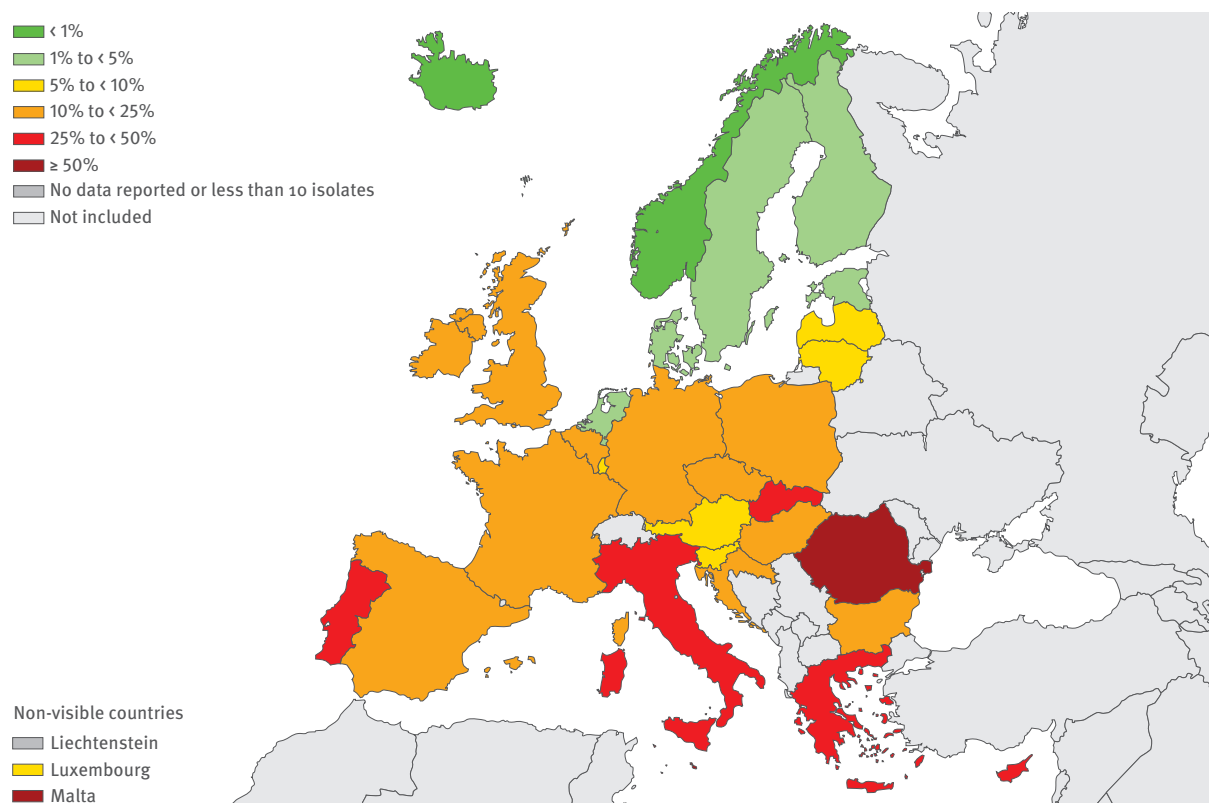 < 1%
1% to < 5%
5% to < 10%
10% to < 25%
25% to < 50%
≥ 50%
No data reported or less than 10 isolates
Not included
Non-visible countries
Liechtenstein
Luxembourg
Malta